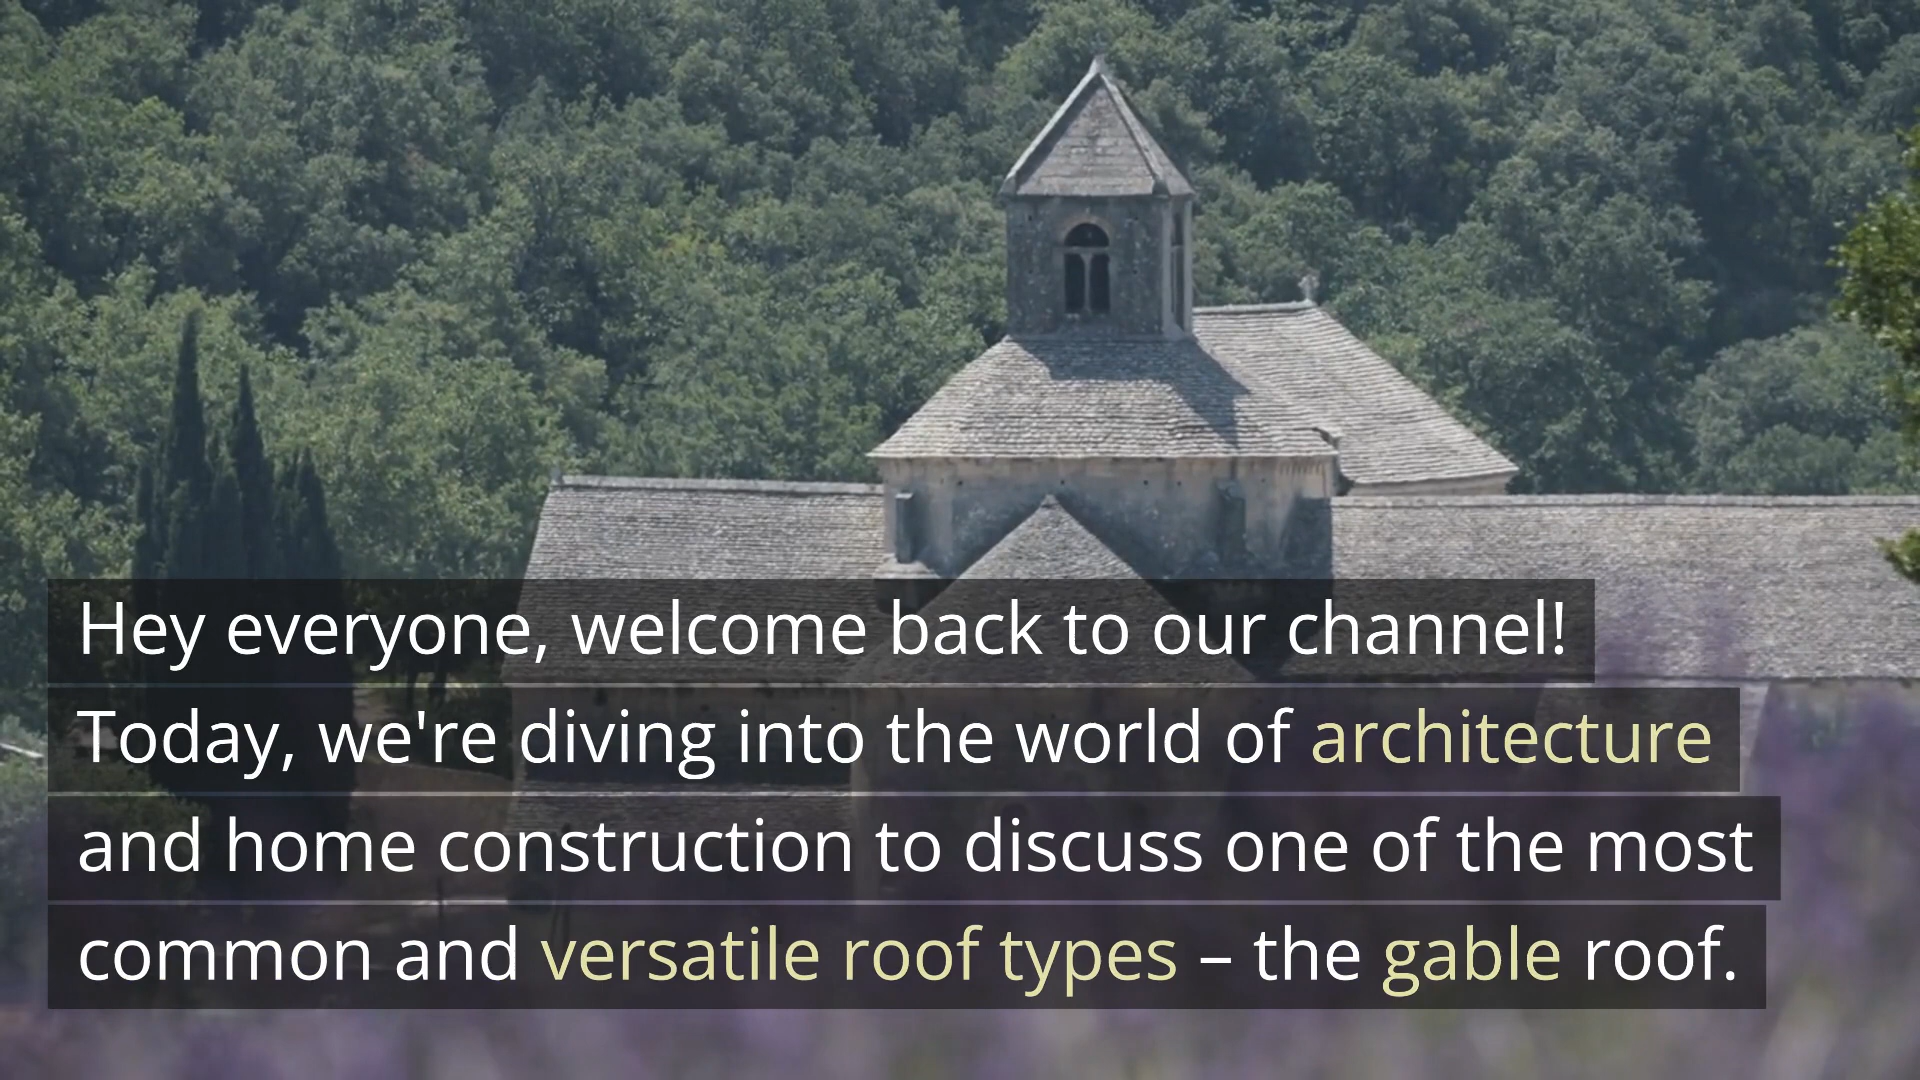 Hey everyone, welcome back to our channel!
Today, we're diving into the world of architecture
and home construction to discuss one of the most
common and versatile roof types – the gable roof.